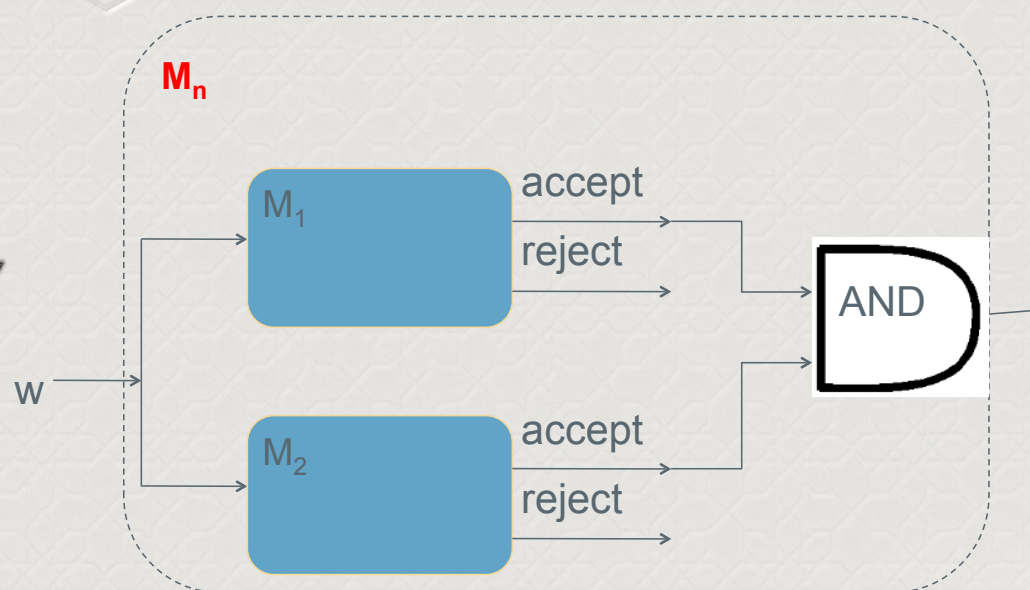 Mₙ
M₁
accept
reject
AND
w
M₂
accept
reject